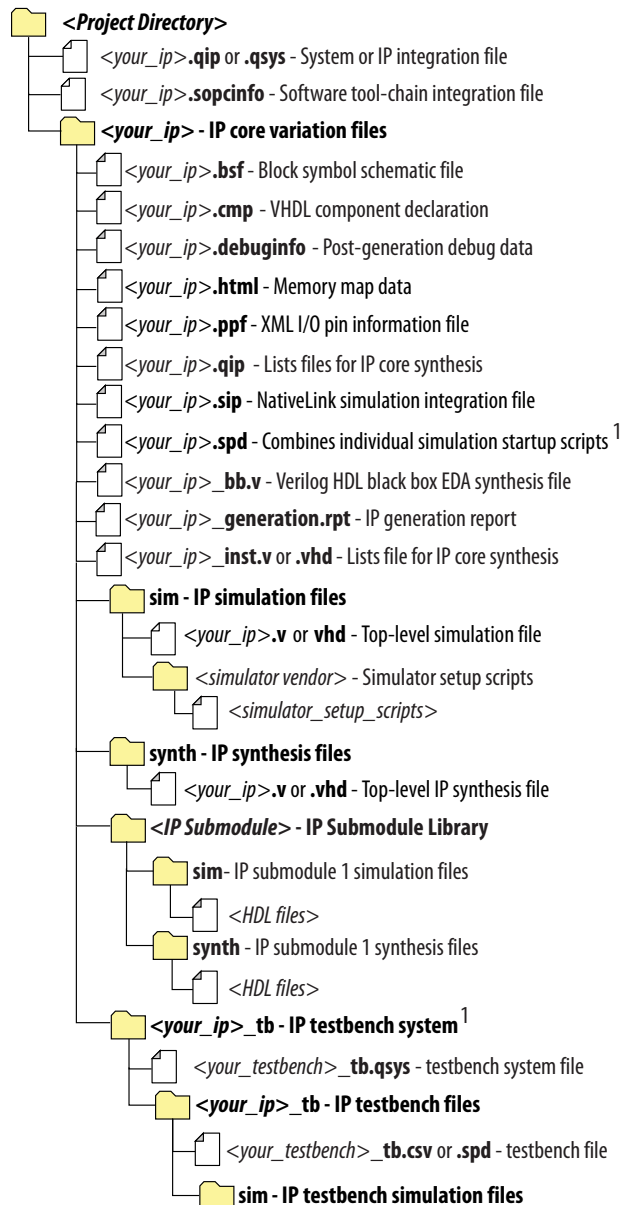 <Project Directory>
<your_ip>.qip or .qsys - System or IP integration file
<your_ip>.sopcinfo - Software tool-chain integration file
<your_ip> - IP core variation files
<your_ip>.bsf - Block symbol schematic file
<your_ip>.cmp - VHDL component declaration
<your_ip>.debuginfo - Post-generation debug data
<your_ip>.html - Memory map data
<your_ip>.ppf - XML I/O pin information file
<your_ip>.qip - Lists files for IP core synthesis
<your_ip>.sip - NativeLink simulation integration file
<your_ip>.spd - Combines individual simulation startup scripts 1
<your_ip>_bb.v - Verilog HDL black box EDA synthesis file
<your_ip>_generation.rpt - IP generation report
<your_ip>_inst.v or .vhd - Lists file for IP core synthesis
sim - IP simulation files
<your_ip>.v or vhd - Top-level simulation file
<simulator vendor> - Simulator setup scripts
<simulator_setup_scripts>
synth - IP synthesis files
<your_ip>.v or .vhd - Top-level IP synthesis file
<IP Submodule> - IP Submodule Library
sim- IP submodule 1 simulation files
<HDL files>
synth - IP submodule 1 synthesis files
<HDL files>
<your_ip>_tb - IP testbench system 1
<your_testbench>_tb.qsys - testbench system file
<your_ip>_tb - IP testbench files
<your_testbench>_tb.csv or .spd - testbench file
sim - IP testbench simulation files